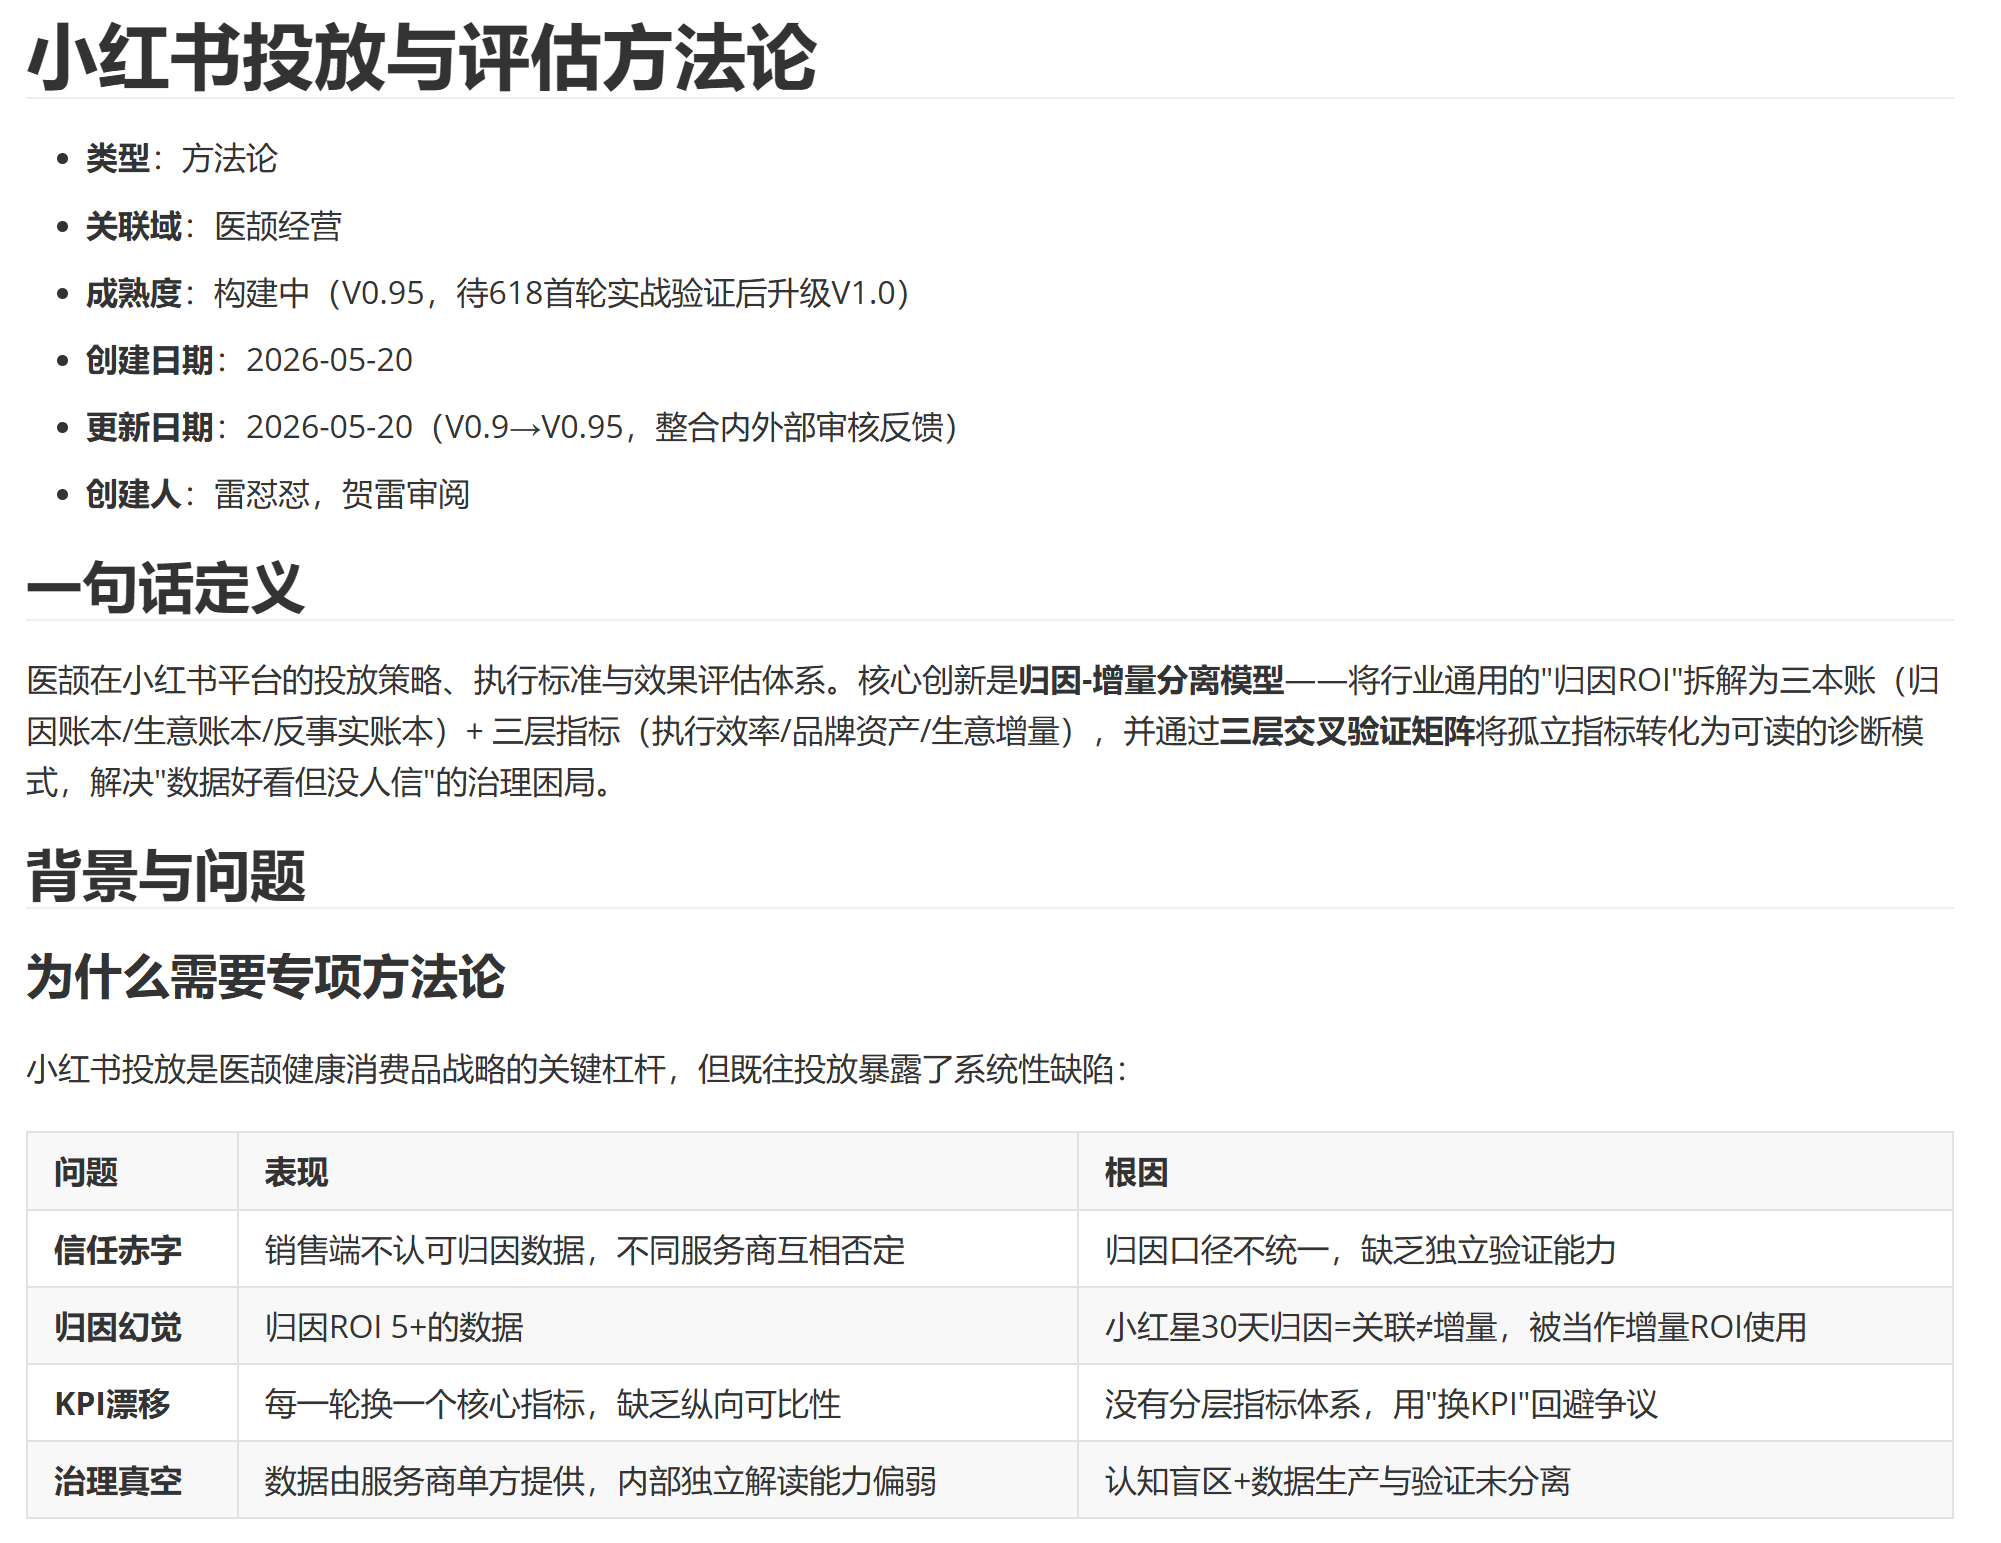 小红书投放与评估方法论
类型：方法论
关联域：医颉经营
成熟度：构建中（V0.95，待618首轮实战验证后升级V1.0）
创建日期：2026-05-20
更新日期：2026-05-20（V0.9→V0.95，整合内外部审核反馈）
创建人：雷怼怼，贺雷审阅
一句话定义
医颉在小红书平台的投放策略、执行标准与效果评估体系。核心创新是归因-增量分离模型——将行业通用的"归因ROI"拆解为三本账（归
因账本/生意账本/反事实账本）+ 三层指标（执行效率/品牌资产/生意增量），并通过三层交叉验证矩阵将孤立指标转化为可读的诊断模
式，解决"数据好看但没人信"的治理困局。
背景与问题
为什么需要专项方法论
小红书投放是医颉健康消费品战略的关键杠杆，但既往投放暴露了系统性缺陷：
问题 表现 根因
信任赤字 销售端不认可归因数据，不同服务商互相否定 归因口径不统一，缺乏独立验证能力
归因幻觉 归因ROI 5+的数据 小红星30天归因=关联≠增量，被当作增量ROI使用
KPI漂移 每一轮换一个核心指标，缺乏纵向可比性 没有分层指标体系，用"换KPI"回避争议
治理真空 数据由服务商单方提供，内部独立解读能力偏弱 认知盲区+数据生产与验证未分离